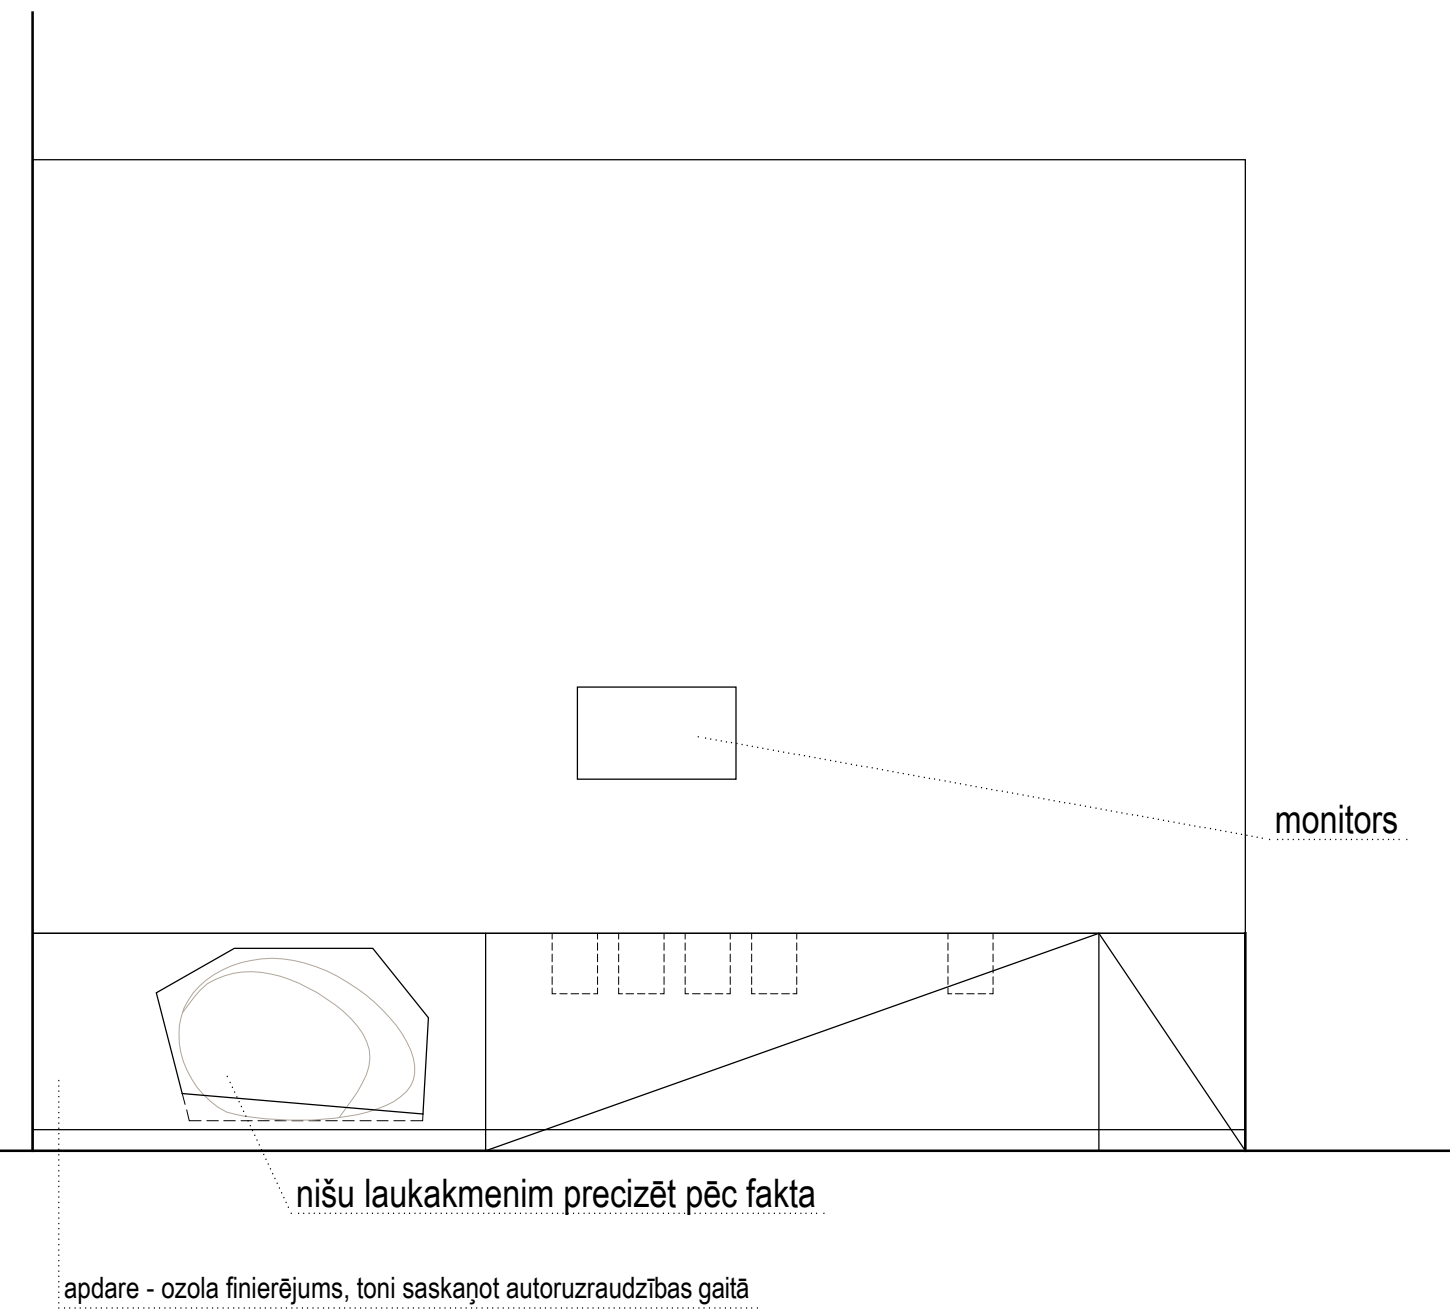 monitors
nišu laukakmenim precizēt pēc fakta
apdare - ozola finierējums, toni saskaņot autoruzraudzības gaitā